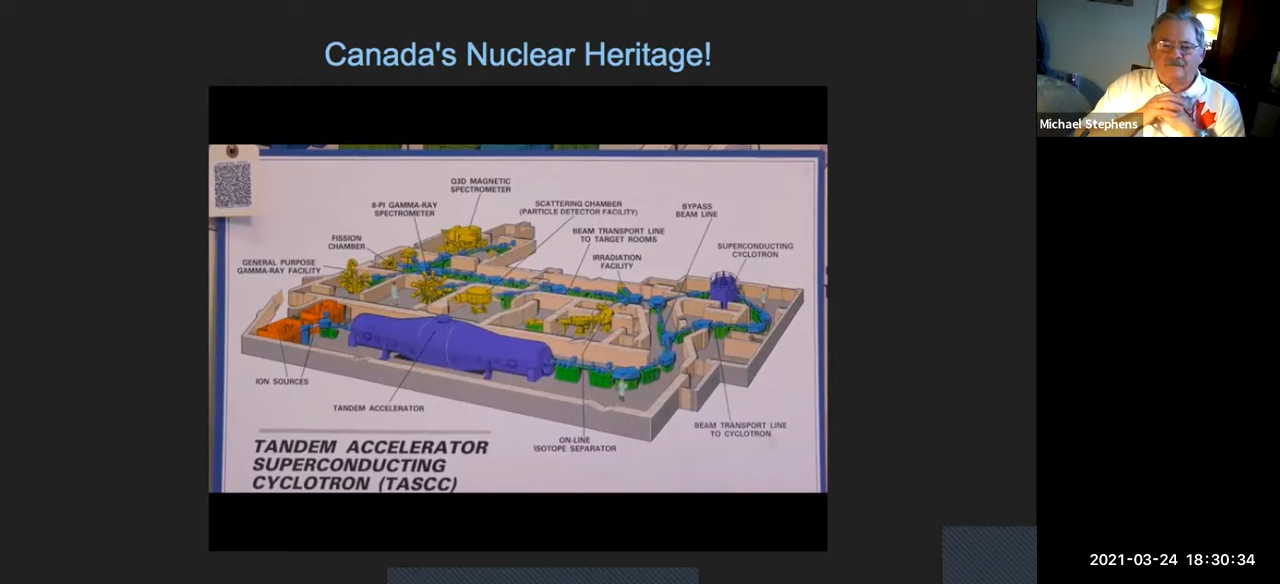 Canada's Nuclear Heritage!
Michael Stephens
Q3D MAGNETIC
SPECTROMETER
8-PI GAMMA-RAY
SPECTROMETER
SCATTERING CHAMBER
(PARTICLE DETECTOR FACILITY)
BYPASS
BEAM LINE
FISSION
CHAMBER
BEAM TRANSPORT LINE
TO TARGET ROOMS
SUPERCONDUCTING
CYCLOTRON
GENERAL PURPOSE
GAMMA-RAY FACILITY
IRRADIATION
FACILITY
ION SOURCES
TANDEM ACCELERATOR
ON-LINE
ISOTOPE SEPARATOR
BEAM TRANSPORT LINE
TO CYCLOTRON
TANDEM ACCELERATOR
SUPERCONDUCTING
CYCLOTRON (TASCC)
2021-03-24 18:30:34